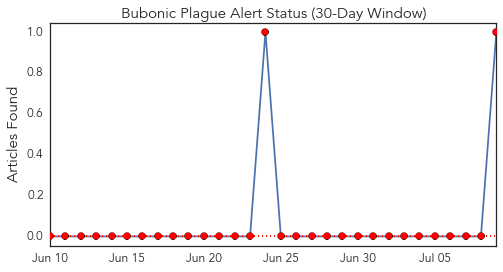 Bubonic Plague Alert Status (30-Day Window)
Articles Found
1.0
0.8
0.6
0.4
0.2
0.0
Jun 10 Jun 15 Jun 20 Jun 25 Jun 30 Jul 05